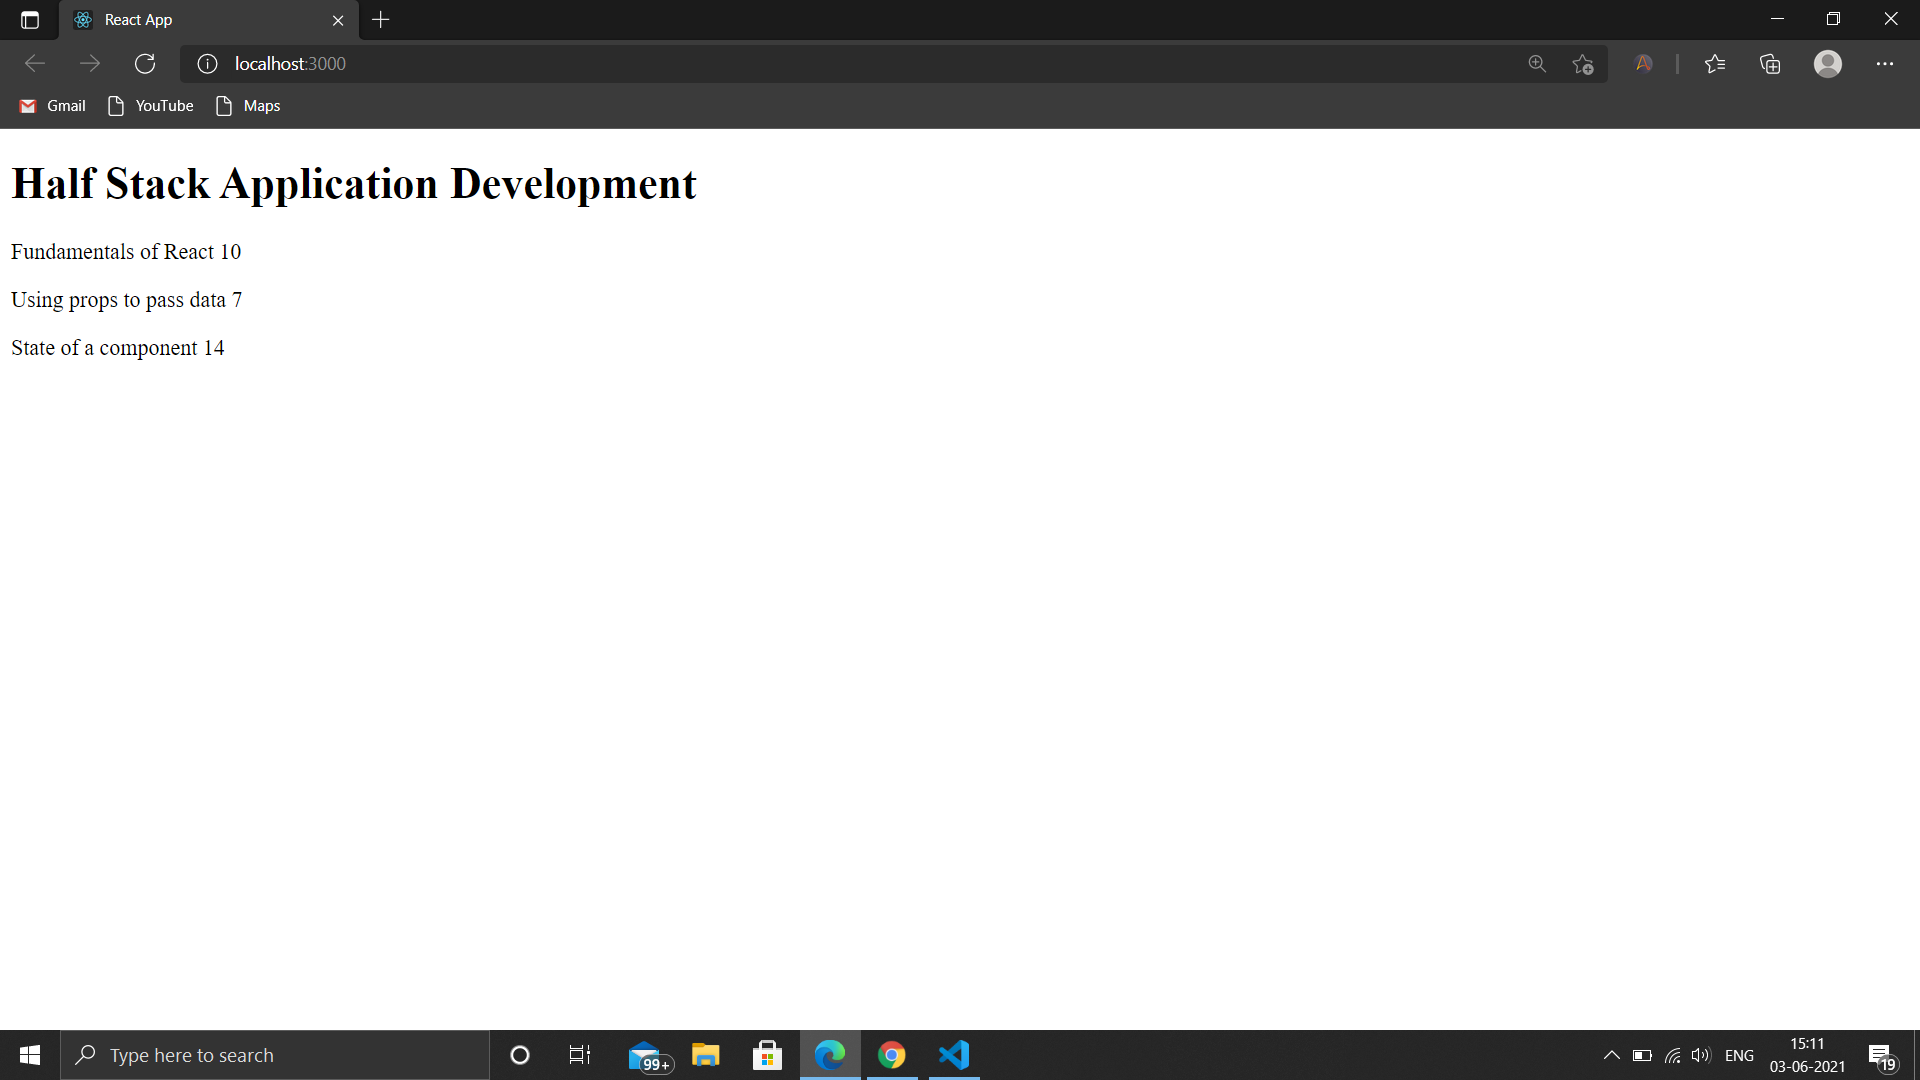 React App
localhost:3000
Gmail YouTube Maps
Half Stack Application Development
Fundamentals of React 10
Using props to pass data 7
State of a component 14
Type here to search
99+
ENG
15:11
03-06-2021
19